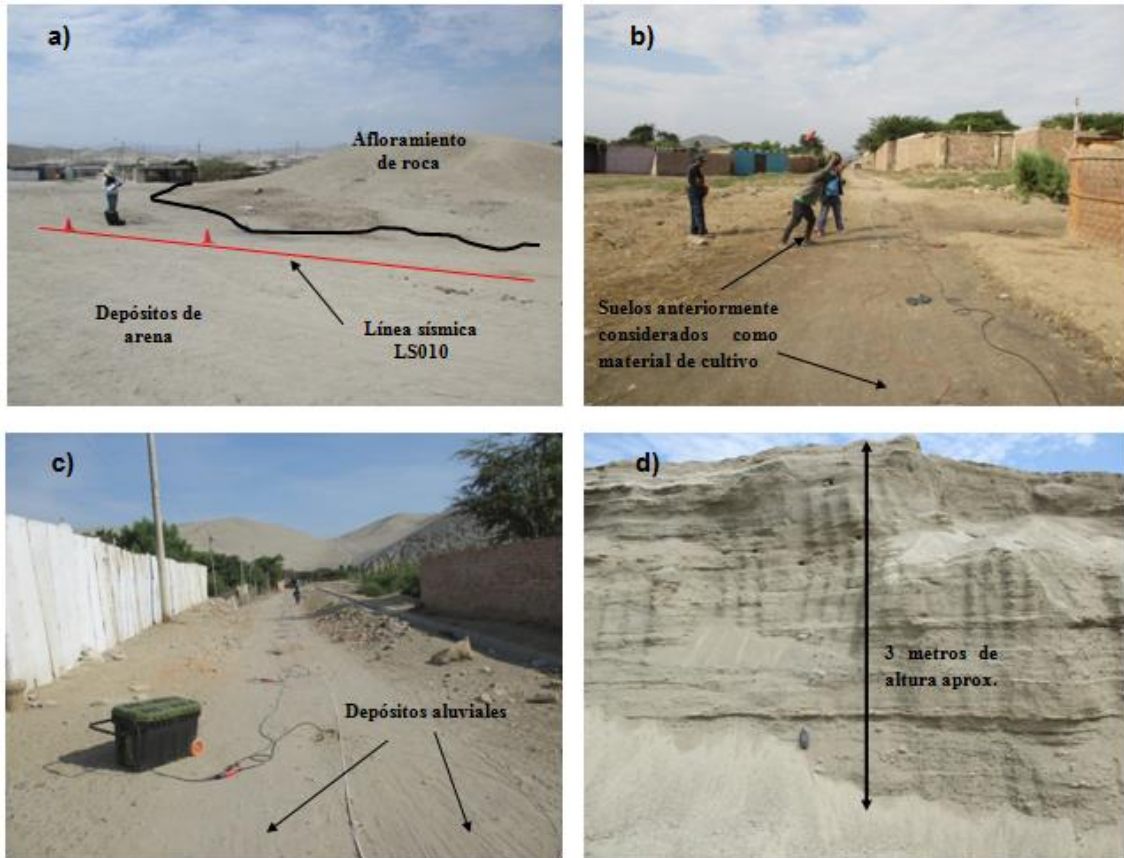 a)
Afloramiento
de roca
Depósitos de
arena
Línea sísmica
LS010
b)
Suelos anteriormente
considerados como
material de cultivo
c)
Depósitos aluviales
d)
3 metros de
altura aprox.